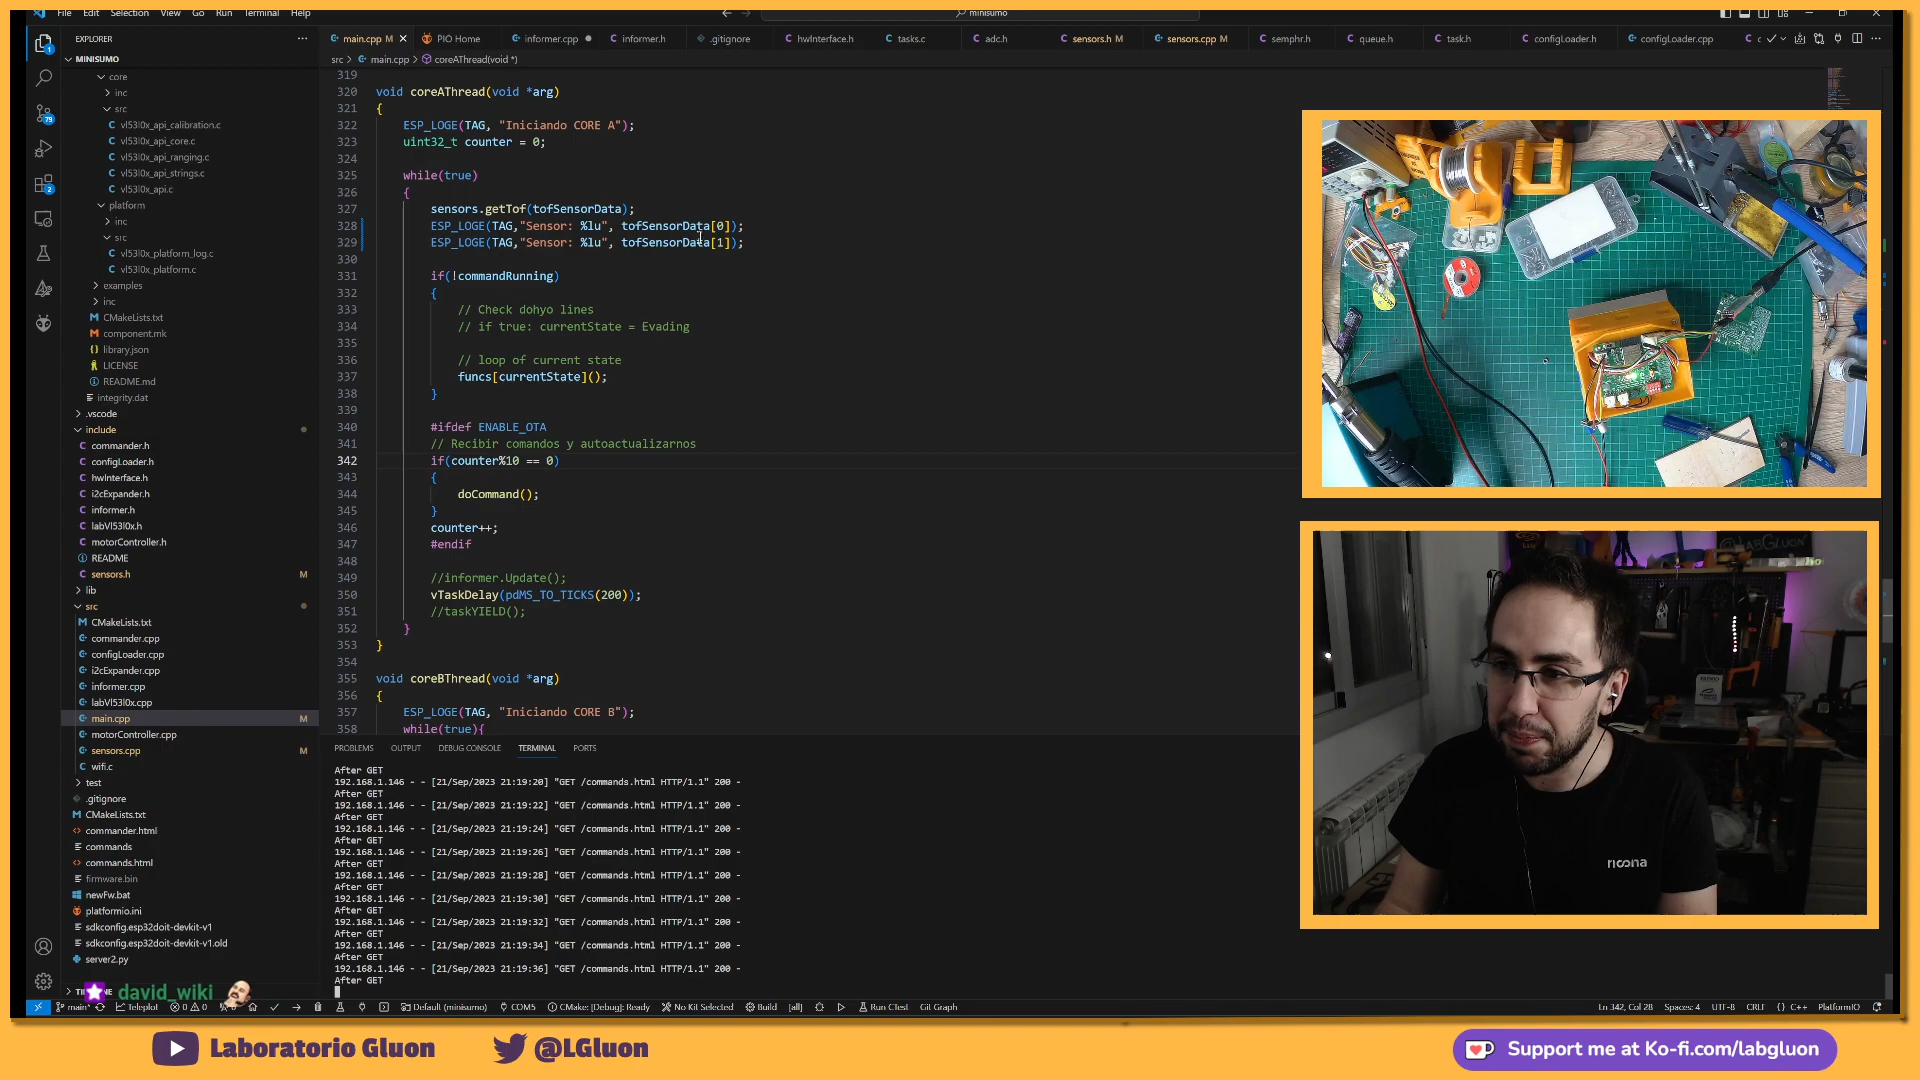 File Edit Selection View Go Run Terminal Help
minisumo
EXPLORER
MINISUMO
core
inc
src
vl53l0x_api_calibration.c
vl53l0x_api_core.c
vl53l0x_api_ranging.c
vl53l0x_api_strings.c
vl53l0x_api.c
platform
inc
src
vl53l0x_platform_log.c
vl53l0x_platform.c
examples
inc
CMakeLists.txt
component.mk
library.json
LICENSE
README.md
integrity.dat
.vscode
include
commander.h
configLoader.h
hwInterface.h
i2cExpander.h
informer.h
labVl53l0x.h
motorController.h
README
sensors.h M
lib
src
CMakeLists.txt
commander.cpp
configLoader.cpp
i2cExpander.cpp
informer.cpp
labVl53l0x.cpp
main.cpp M
motorController.cpp
sensors.cpp M
wifi.c
test
.gitignore
CMakeLists.txt
commander.html
commands
commands.html
firmware.bin
newFw.bat
platformio.ini
sdkconfig.esp32doit-devkit-v1
sdkconfig.esp32doit-devkit-v1.old
server2.py
main.cpp M PIO Home informer.cpp informer.h .gitignore hwInterface.h tasks.c adc.h sensors.h M sensors.cpp M semphr.h queue.h task.h configLoader.h configLoader.cpp
src > main.cpp > coreAThread(void *)
319
320 void coreAThread(void *arg)
321 {
322 ESP_LOGE(TAG, "Iniciando CORE A");
323 uint32_t counter = 0;
324
325 while(true)
326 {
327 sensors.getTof(tofSensorData);
328 ESP_LOGE(TAG,"Sensor: %lu", tofSensorData[0]);
329 ESP_LOGE(TAG,"Sensor: %lu", tofSensorData[1]);
330
331 if(!commandRunning)
332 {
333 // Check dohyo lines
334 // if true: currentState = Evading
335
336 // loop of current state
337 funcs[currentState]();
338 }
339
340 #ifdef ENABLE_OTA
341 // Recibir comandos y autoactualizarnos
342 if(counter%10 == 0)
343 {
344 doCommand();
345 }
346 counter++;
347 #endif
348
349 //informer.Update();
350 vTaskDelay(pdMS_TO_TICKS(200));
351 //taskYIELD();
352 }
353 }
354
355 void coreBThread(void *arg)
356 {
357 ESP_LOGE(TAG, "Iniciando CORE B");
358 while(true){
PROBLEMS OUTPUT DEBUG CONSOLE TERMINAL PORTS
After GET
192.168.1.146 - - [21/Sep/2023 21:19:20] "GET /commands.html HTTP/1.1" 200 -
After GET
192.168.1.146 - - [21/Sep/2023 21:19:22] "GET /commands.html HTTP/1.1" 200 -
After GET
192.168.1.146 - - [21/Sep/2023 21:19:24] "GET /commands.html HTTP/1.1" 200 -
After GET
192.168.1.146 - - [21/Sep/2023 21:19:26] "GET /commands.html HTTP/1.1" 200 -
After GET
192.168.1.146 - - [21/Sep/2023 21:19:28] "GET /commands.html HTTP/1.1" 200 -
After GET
192.168.1.146 - - [21/Sep/2023 21:19:30] "GET /commands.html HTTP/1.1" 200 -
After GET
192.168.1.146 - - [21/Sep/2023 21:19:32] "GET /commands.html HTTP/1.1" 200 -
After GET
192.168.1.146 - - [21/Sep/2023 21:19:34] "GET /commands.html HTTP/1.1" 200 -
After GET
192.168.1.146 - - [21/Sep/2023 21:19:36] "GET /commands.html HTTP/1.1" 200 -
After GET
david_wiki
main* Teleplot 0 0 Default (minisumo) COM5 CMake: [Debug]: Ready No Kit Selected Build [all] Run CTest Git Graph Ln 342, Col 28 Spaces: 4 UTF-8 CRLF {} C++ PlatformIO
Laboratorio Gluon
@LGluon
Support me at Ko-fi.com/labgluon